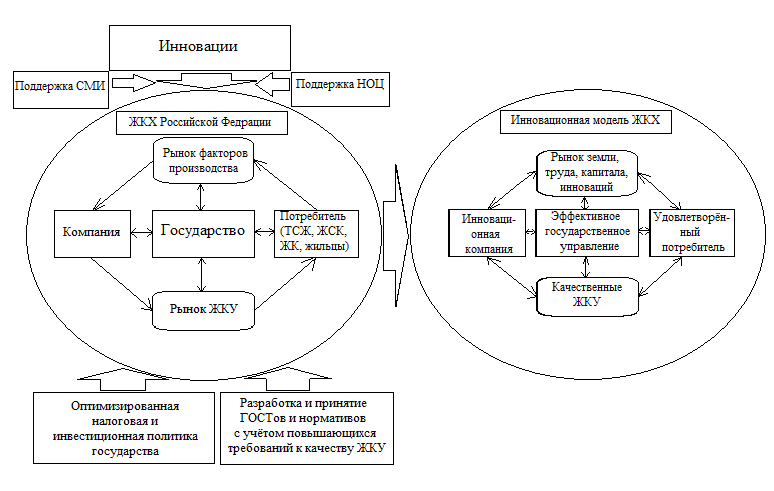 Инновации
Поддержка СМИ
Поддержка НОЦ
ЖКХ Российской Федрации
Рынок факторов
производства
Компания
Государство
Потребитель
(ТСЖ, ЖСК,
ЖК, жильцы)
Рынок ЖКУ
Оптимизированная
налоговая и
инвестиционная политика
государства
Разработка и принятие
ГОСТов и нормативов
с учётом повышающихся
требований к качеству ЖКУ
Инновационная модель ЖКХ
Рынок земли,
труда, капитала,
инноваций
Инноваци-
онная
компания
Эффективное
государственное
управление
Удовлетворён-
ный
потребитель
Качественные
ЖКУ